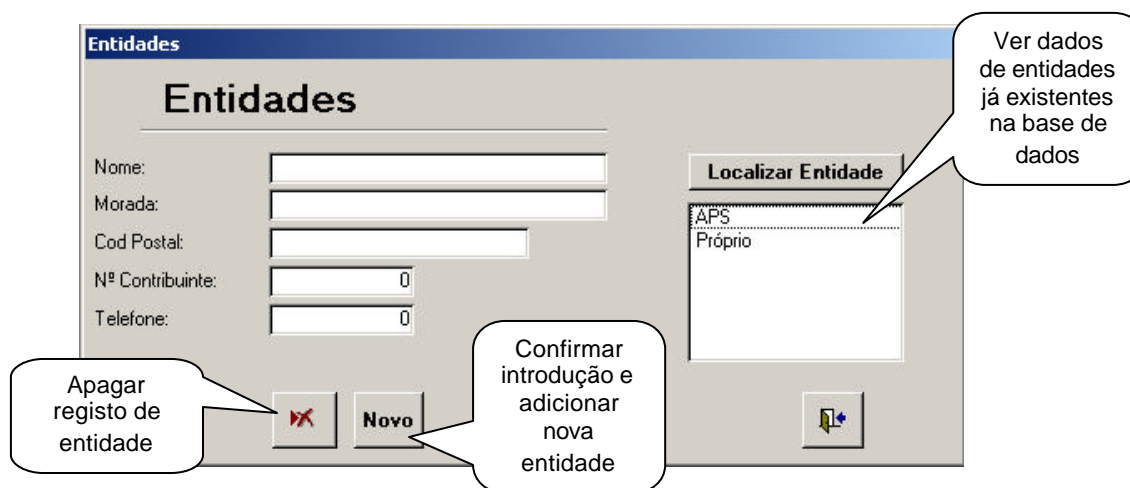 Entidades
Entidades
Nome:
Morada:
Cod Postal:
Nº Contribuinte:
0
Telefone:
0
Localizar Entidade
APS
Próprio
Ver dados
de entidades
já existentes
na base de
dados
Apagar
registo de
entidade
Novo
Confirmar
introdução e
adicionar
nova
entidade